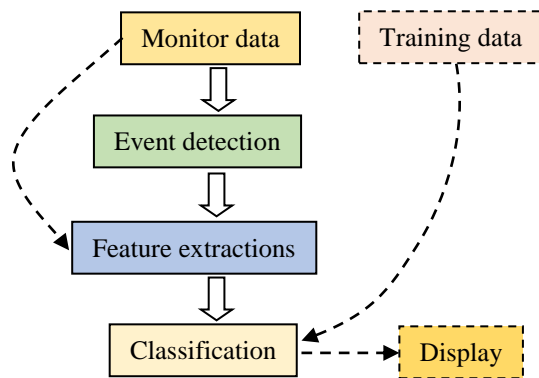 Monitor data
Training data
Event detection
Feature extractions
Classification
Display